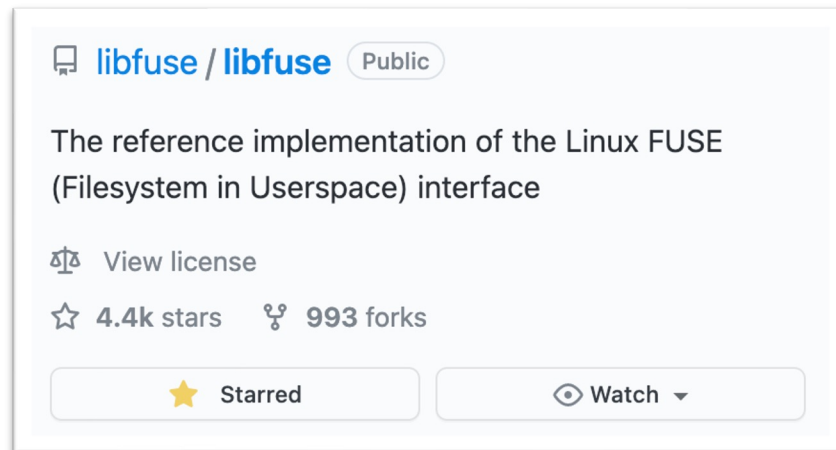 libfuse / libfuse Public
The reference implementation of the Linux FUSE
(Filesystem in Userspace) interface
View license
4.4k stars 993 forks
Starred Watch